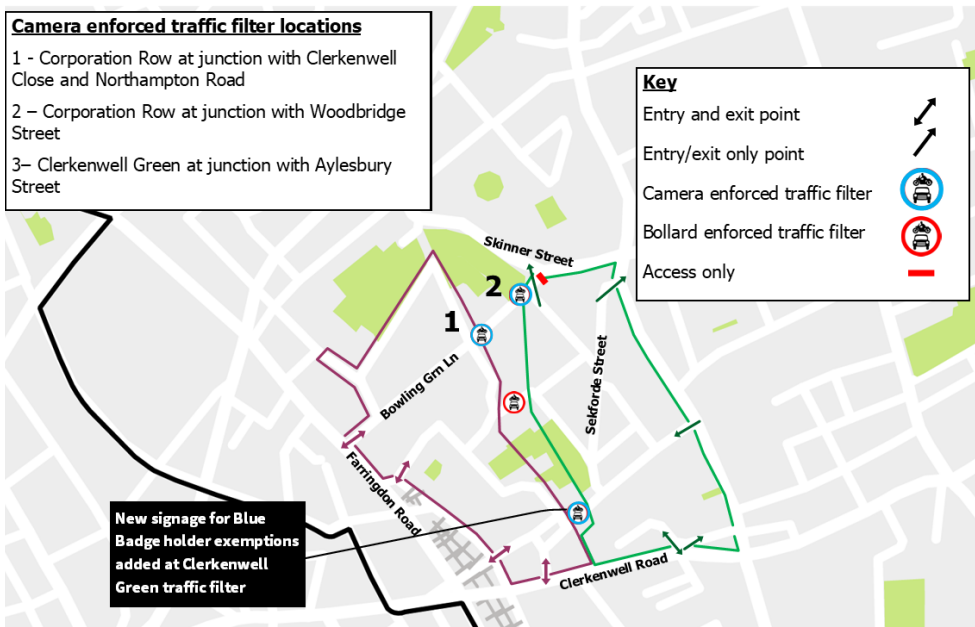 Camera enforced traffic filter locations
1 - Corporation Row at junction with Clerkenwell
Close and Northampton Road
2 – Corporation Row at junction with Woodbridge
Street
3– Clerkenwell Green at junction with Aylesbury
Street
Key
Entry and exit point
Entry/exit only point
Camera enforced traffic filter
Bollard enforced traffic filter
Access only
Skinner Street
2
1
Bowling Grn Ln
Sekforde Street
Farringdon Road
Clerkenwell Road
New signage for Blue
Badge holder exemptions
added at Clerkenwell
Green traffic filter